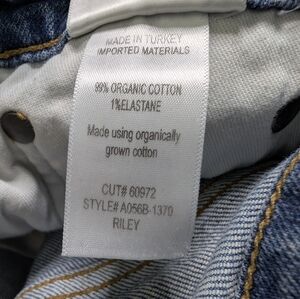 MADE IN TURKEY
IMPORTED MATERIALS
99% ORGANIC COTTON
1%ELASTANE
Made using organically
grown cotton
CUT# 60972
STYLE# A056B-1370
RILEY